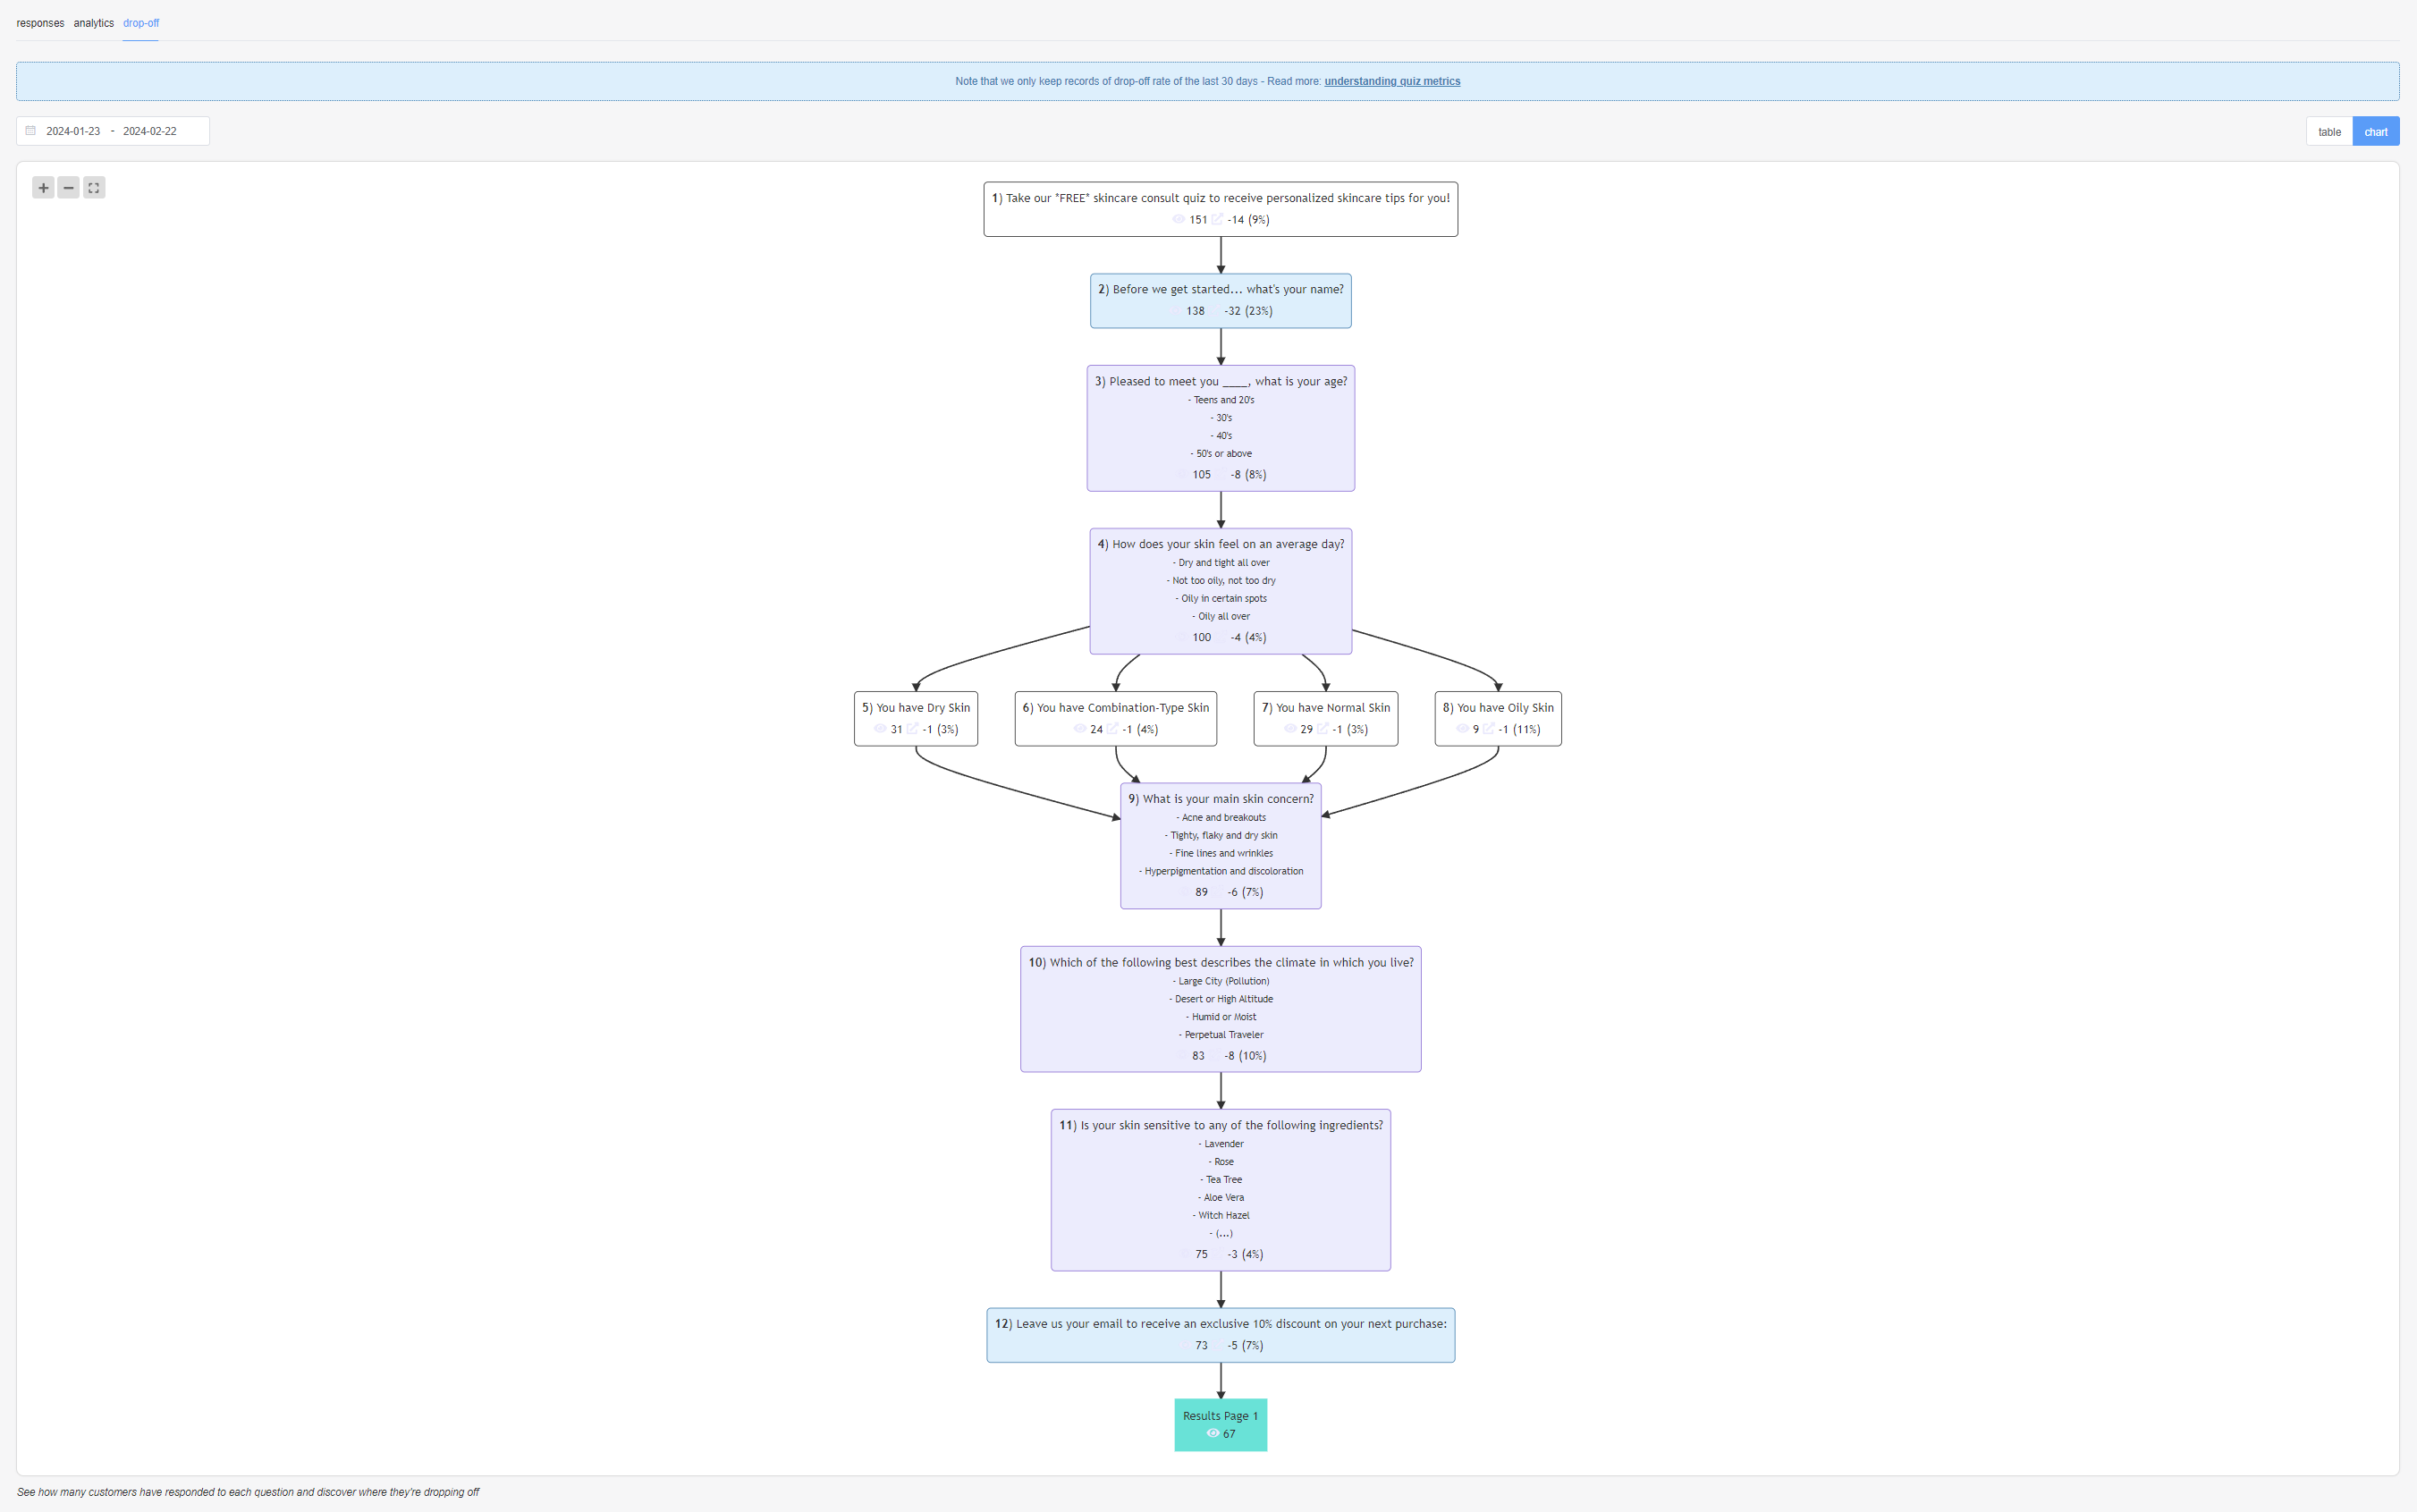 responses analytics drop-off
Note that we only keep records of drop-off rate of the last 30 days - Read more: understanding quiz metrics
2024-01-23 - 2024-02-22
table chart
1) Take our *FREE* skincare consult quiz to receive personalized skincare tips for you!
151 -14 (9%)
2) Before we get started... what's your name?
138 -32 (23%)
3) Pleased to meet you ____, what is your age?
- Teens and 20's
- 30's
- 40's
- 50's or above
105 -8 (8%)
4) How does your skin feel on an average day?
- Dry and tight all over
- Not too oily, not too dry
- Oily in certain spots
- Oily all over
100 -4 (4%)
5) You have Dry Skin
31 -1 (3%)
6) You have Combination-Type Skin
24 -1 (4%)
7) You have Normal Skin
29 -1 (3%)
8) You have Oily Skin
9 -1 (11%)
9) What is your main skin concern?
- Acne and breakouts
- Tighty, flaky and dry skin
- Fine lines and wrinkles
- Hyperpigmentation and discoloration
89 -6 (7%)
10) Which of the following best describes the climate in which you live?
- Large City (Pollution)
- Desert or High Altitude
- Humid or Moist
- Perpetual Traveler
83 -8 (10%)
11) Is your skin sensitive to any of the following ingredients?
- Lavender
- Rose
- Tea Tree
- Aloe Vera
- Witch Hazel
- (...)
75 -3 (4%)
12) Leave us your email to receive an exclusive 10% discount on your next purchase:
73 -5 (7%)
Results Page 1
67
See how many customers have responded to each question and discover where they're dropping off